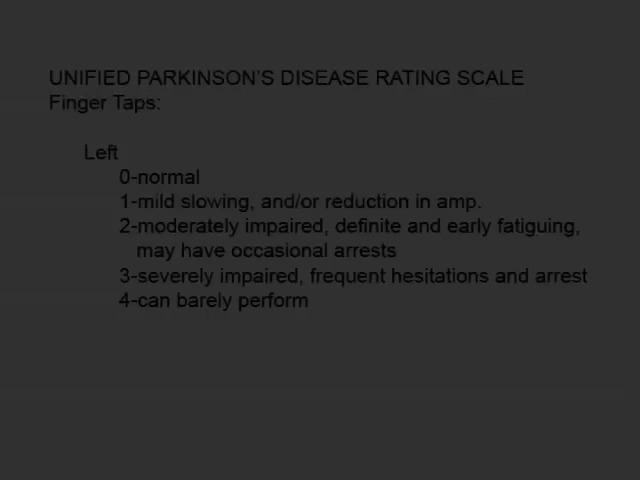 UNIFIED PARKINSON'S DISEASE RATING SCALE
Finger Taps:
Left
0-normal
1-mild slowing, and/or reduction in amp.
2-moderately impaired, definite and early fatiguing,
may have occasional arrests
3-severely impaired, frequent hesitations and arrest
4-can barely perform